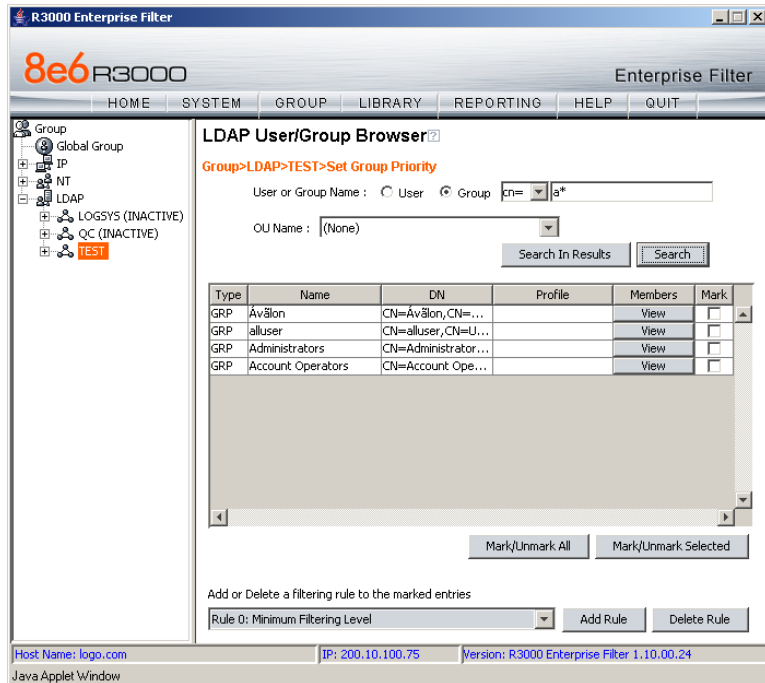 R3000 Enterprise Filter
8e6 R3000
Enterprise Filter
HOME SYSTEM GROUP LIBRARY REPORTING HELP QUIT
Group
Global Group
IP
NT
LDAP
LOGSYS (INACTIVE)
QC (INACTIVE)
TEST
LDAP User/Group Browser
Group>LDAP>TEST>Set Group Priority
User or Group Name : User Group cn= a*
OU Name : (None)
Search In Results Search
Type Name DN Profile Members Mark
GRP Ávãlon CN=Ávãlon,CN=... View
GRP alluser CN=alluser,CN=U... View
GRP Administrators CN=Administrator... View
GRP Account Operators CN=Account Ope... View
Mark/Unmark All Mark/Unmark Selected
Add or Delete a filtering rule to the marked entries
Rule 0: Minimum Filtering Level Add Rule Delete Rule
Host Name: logo.com IP: 200.10.100.75 Version: R3000 Enterprise Filter 1.10.00.24
Java Applet Window